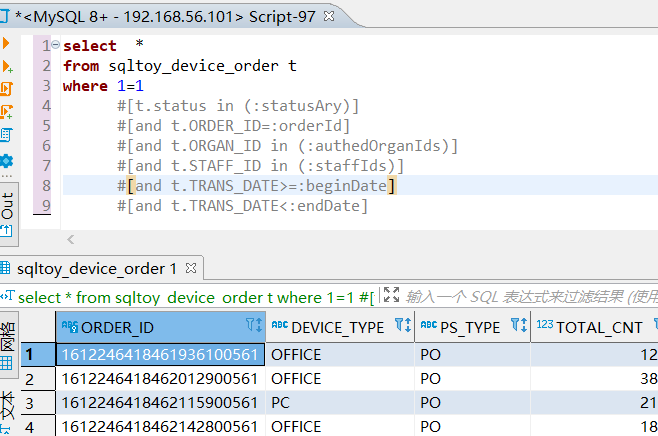 *<MySQL 8+ - 192.168.56.101> Script-97
1 select *
2 from sqltoy_device_order t
3 where 1=1
4 #[t.status in (:statusAry)]
5 #[and t.ORDER_ID=:orderId]
6 #[and t.ORGAN_ID in (:authedOrganIds)]
7 #[and t.STAFF_ID in (:staffIds)]
8 #[and t.TRANS_DATE>=:beginDate]
9 #[and t.TRANS_DATE<:endDate]
Out
sqltoy_device_order 1
select * from sqltoy_device_order t where 1=1 #[ 输入一个 SQL 表达式来过滤结果 (使用
网格
文本
ABC ORDER_ID ABC DEVICE_TYPE ABC PS_TYPE 123 TOTAL_CNT
1 1612246418461936100561 OFFICE PO 12
2 1612246418462012900561 OFFICE PO 38
3 1612246418462115900561 PC PO 21
4 1612246418462142800561 OFFICE PO 18